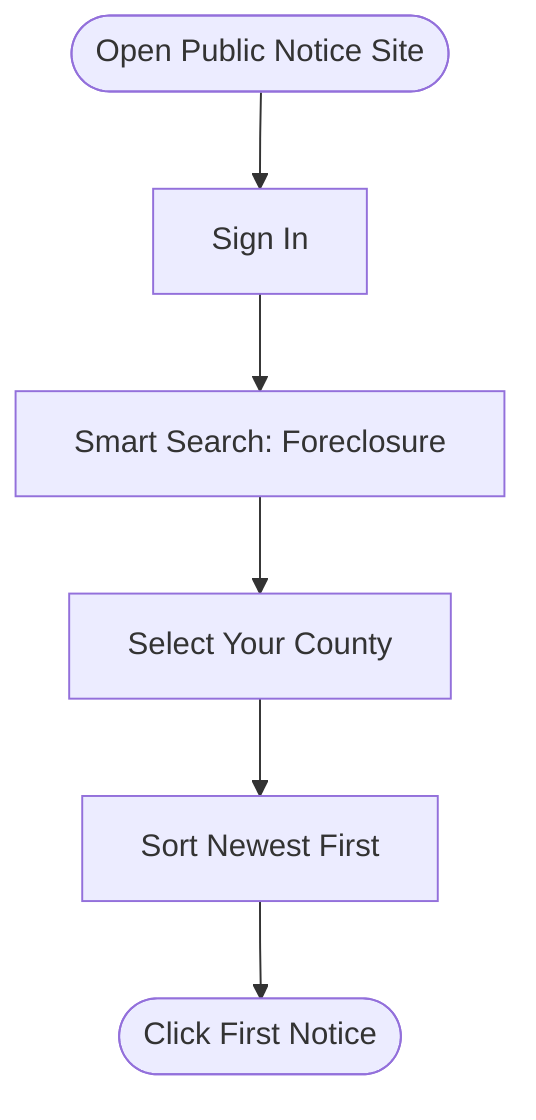 Open Public Notice Site
Sign In
Smart Search: Foreclosure
Select Your County
Sort Newest First
Click First Notice